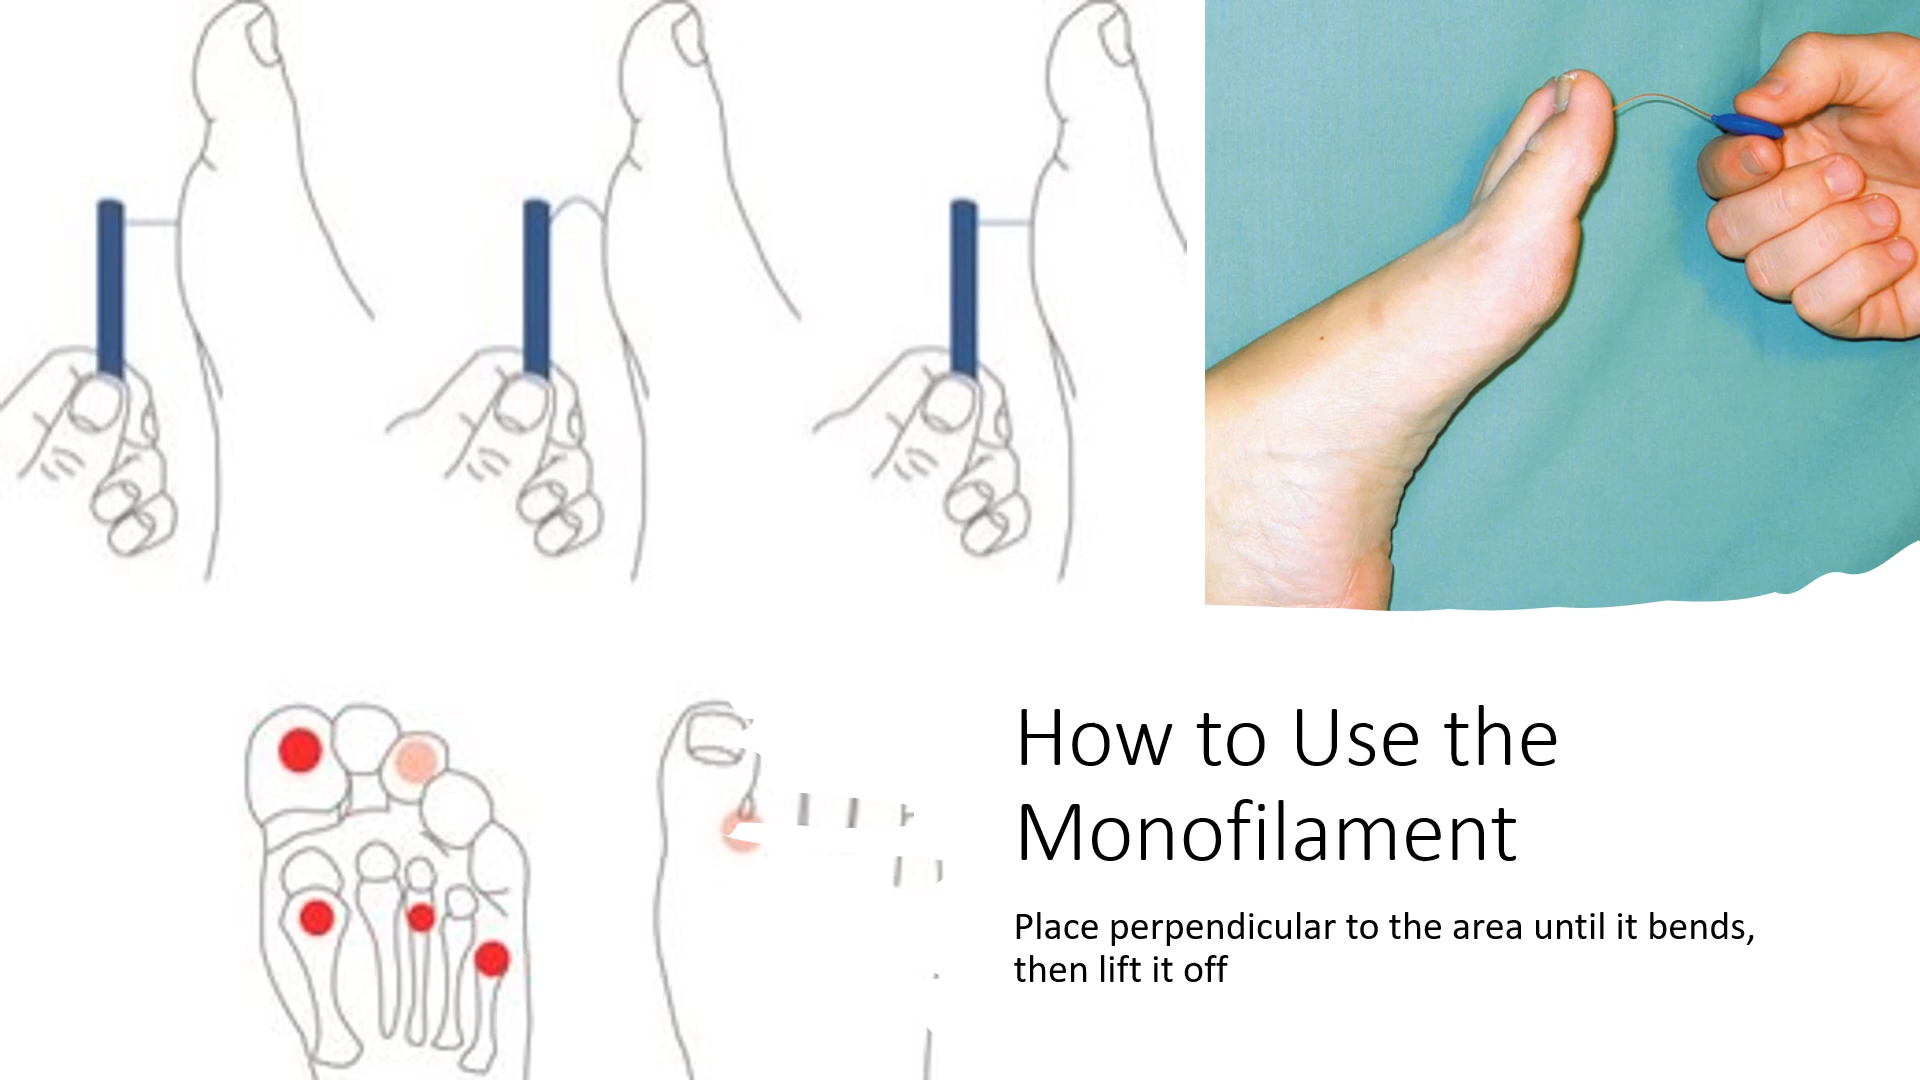 How to Use the
Monofilament
Place perpendicular to the area until it bends,
then lift it off